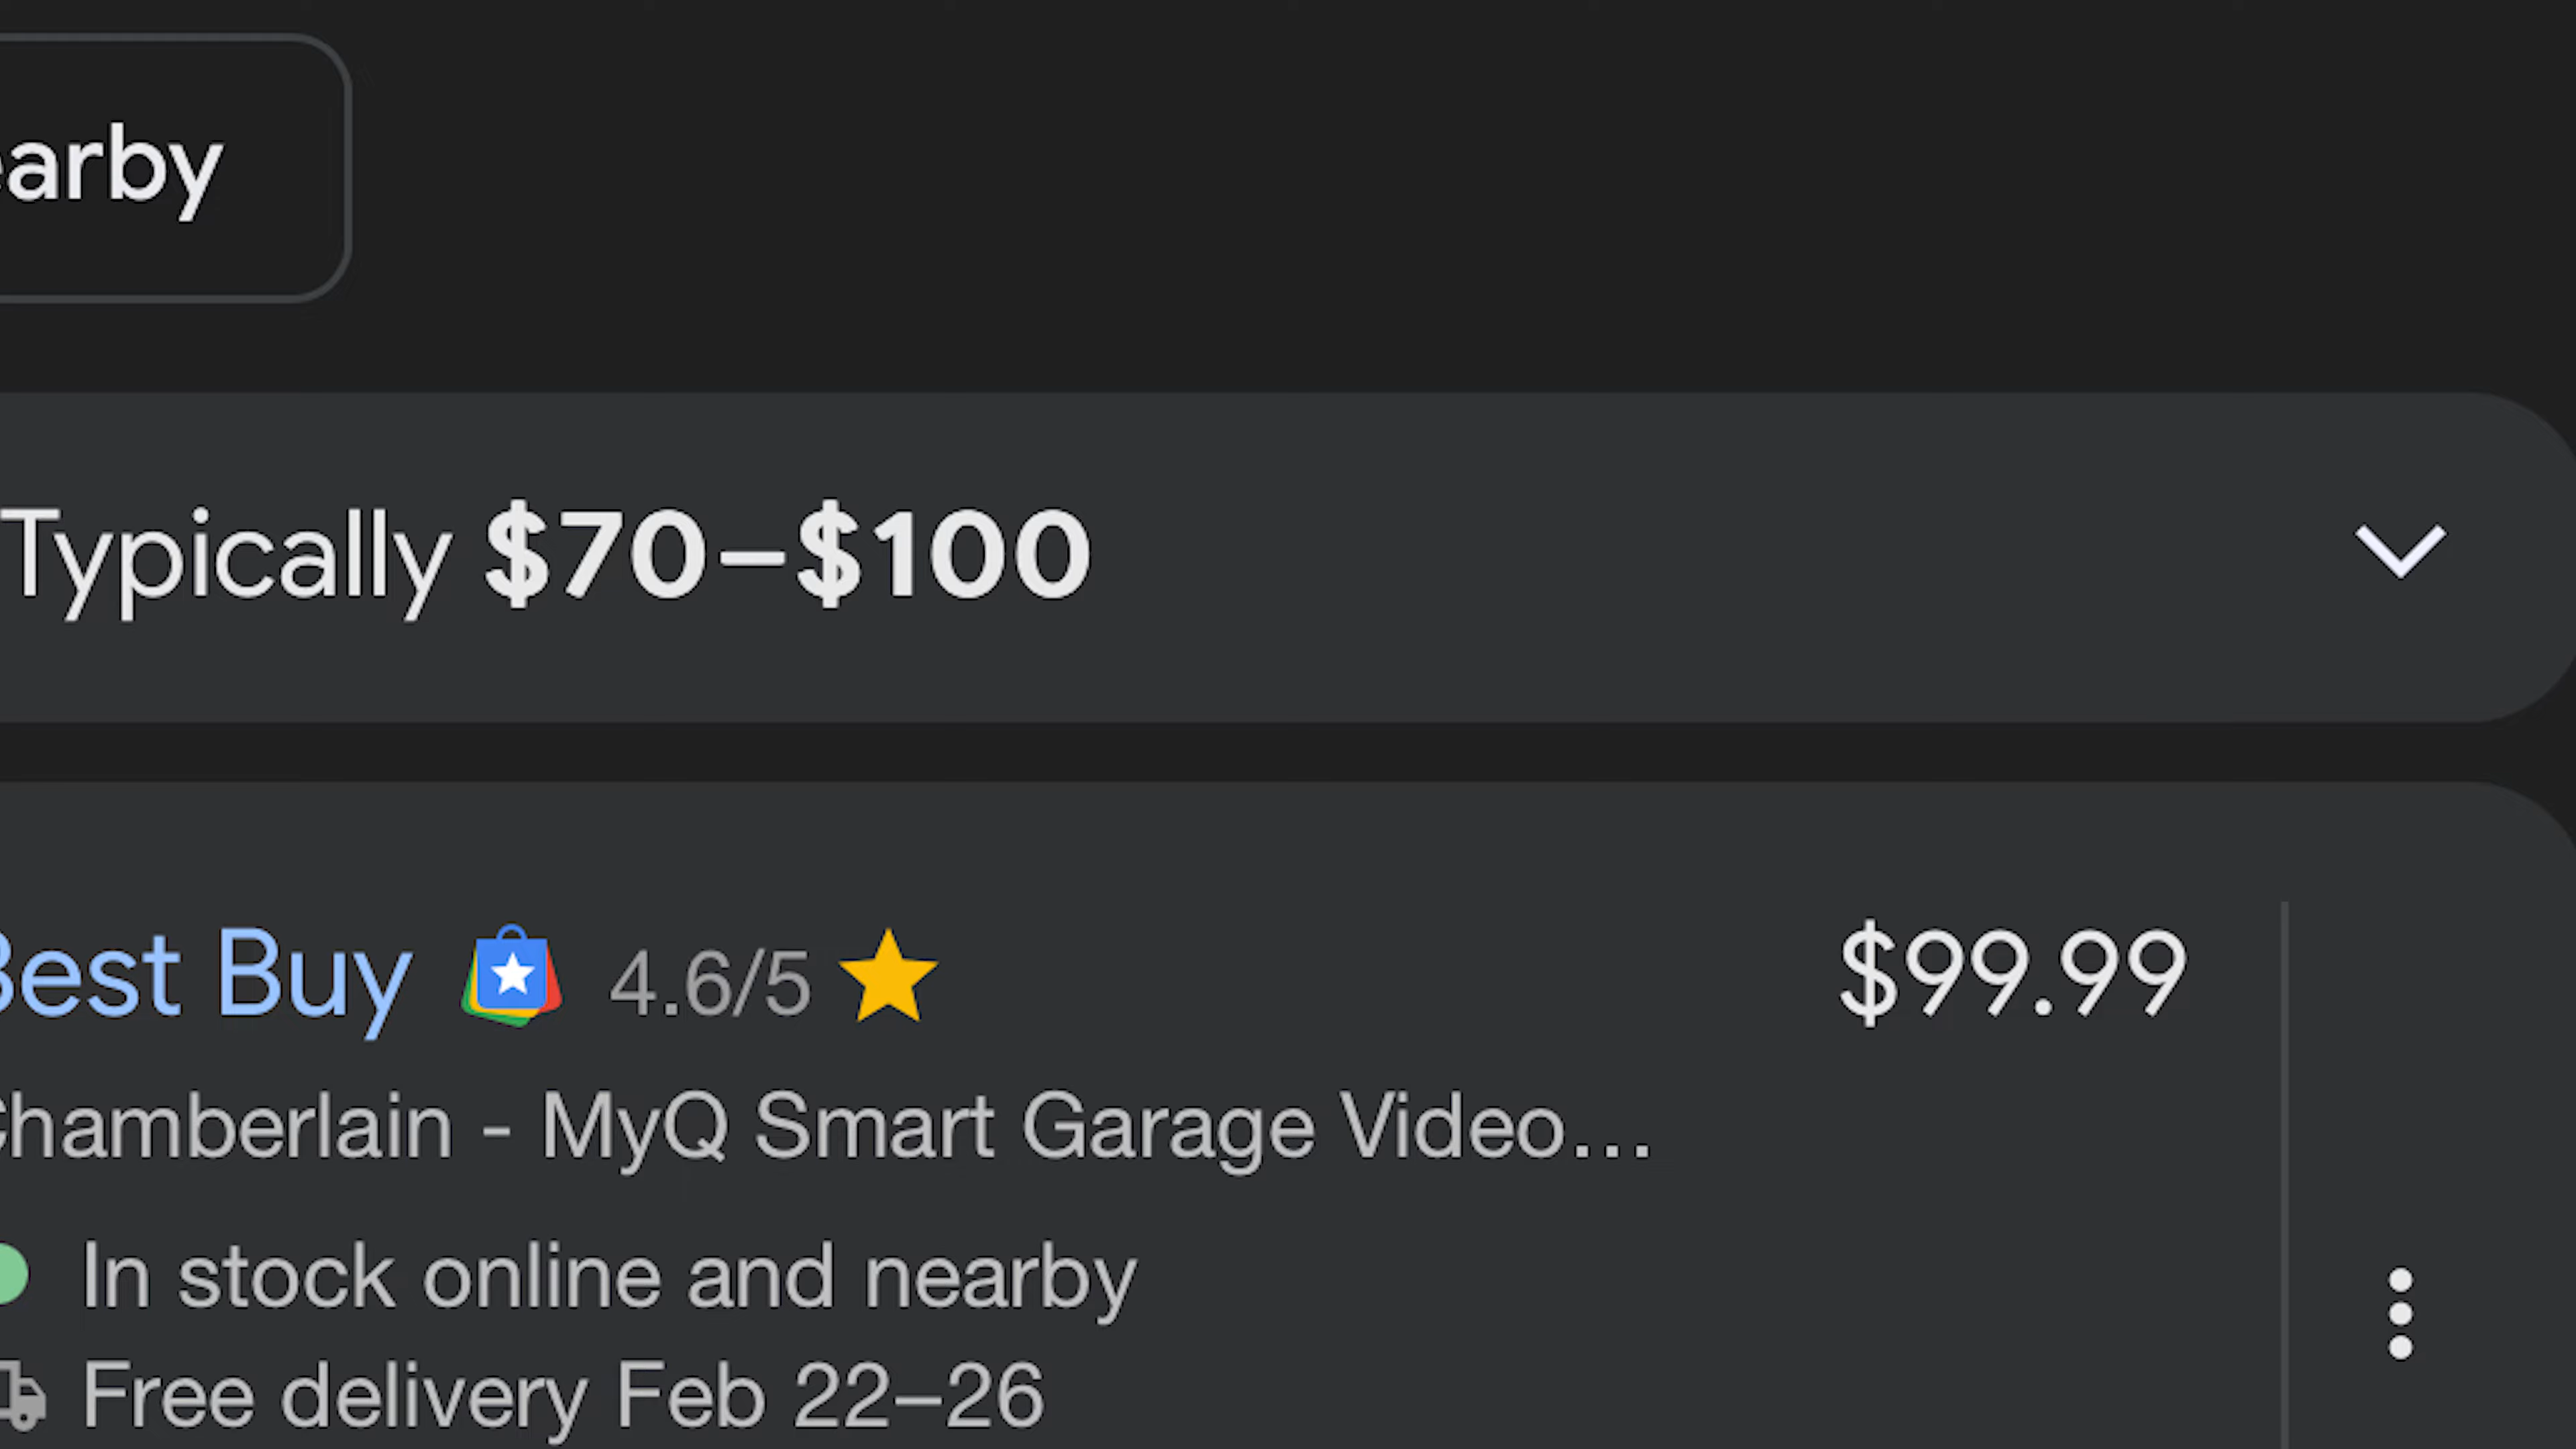 earby
Typically $70–$100
Best Buy 4.6/5 $99.99
Chamberlain - MyQ Smart Garage Video...
In stock online and nearby
Free delivery Feb 22–26